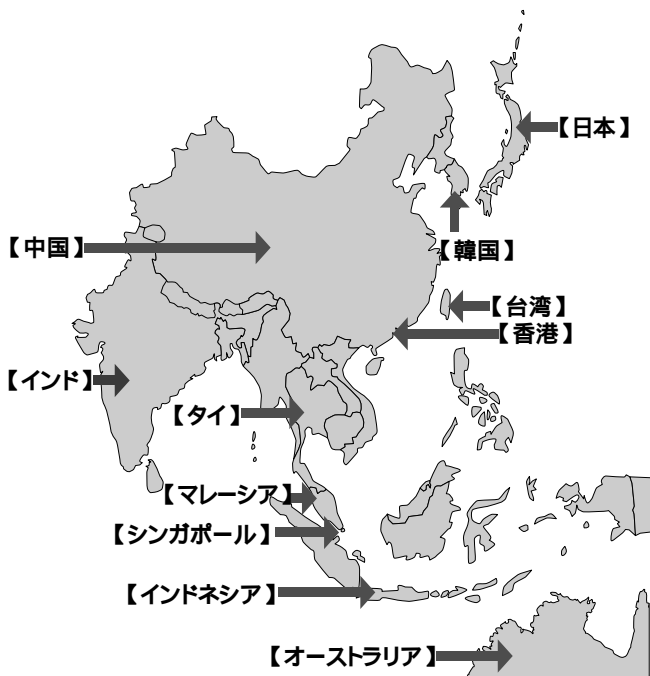 【日本】
【中国】
【韓国】
【台湾】
【香港】
【インド】
【タイ】
【マレーシア】
【シンガポール】
【インドネシア】
【オーストラリア】